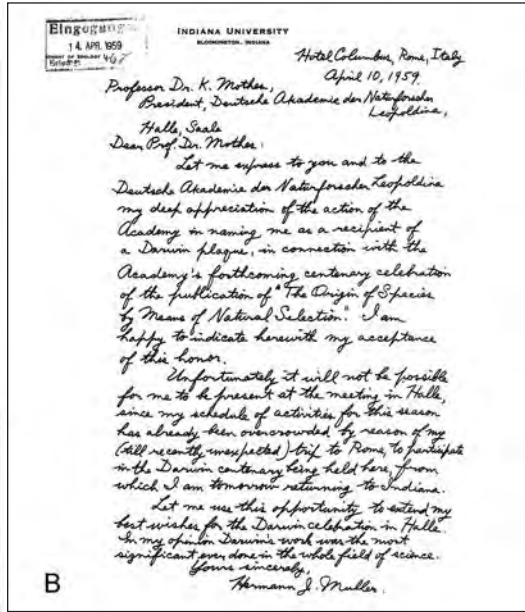 Eingegangen
14. APR. 1959
INDIANA UNIVERSITY
BLOOMINGTON, INDIANA
Hotel Columbus, Rome, Italy
April 10, 1959.
Professor Dr. K. Mothes,
President, Deutsche Akademie der Naturforscher
Leopoldina,
Halle, Saale
Dear Prof. Dr. Mothes:
Let me express to you and to the
Deutsche Akademie der Naturforscher Leopoldina
my deep appreciation of the action of the
Academy in naming me as a recipient of
a Darwin plaque, in connection with the
Academy's forthcoming centenary celebration
of the publication of "The Origin of Species
by Means of Natural Selection." I am
happy to indicate herewith my acceptance
of this honor.
Unfortunately it will not be possible
for me to be present at the meeting in Halle,
since my schedule of activities for this season
has already been overcrowded by reason of my
(till recently unexpected) trip to Rome, to participate
in the Darwin centenary being held here, from
which I am tomorrow returning to Indiana.
Let me use this opportunity to extend my
best wishes for the Darwin celebration in Halle.
In my opinion Darwin's work was the most
significant ever done in the whole field of science.
Yours sincerely,
Hermann J. Muller.
B